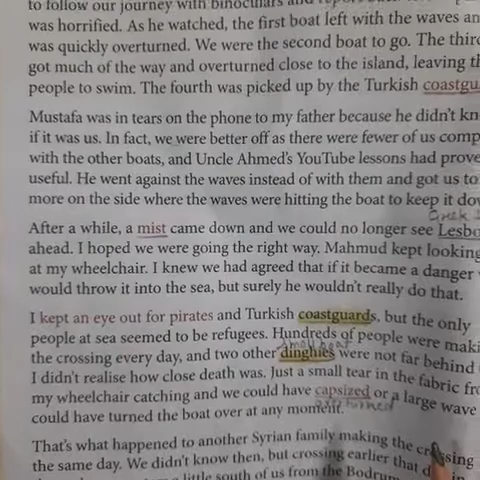 to follow our journey with binoculars and
was horrified. As he watched, the first boat left with the waves an
was quickly overturned. We were the second boat to go. The thir
got much of the way and overturned close to the island, leaving
people to swim. The fourth was picked up by the Turkish coastgu
Mustafa was in tears on the phone to my father because he didn't kn
if it was us. In fact, we were better off as there were fewer of us comp
with the other boats, and Uncle Ahmed's YouTube lessons had prove
useful. He went against the waves instead of with them and got us to
more on the side where the waves were hitting the boat to keep it do
After a while, a mist came down and we could no longer see Lesbo
ahead. I hoped we were going the right way. Mahmud kept looking
at my wheelchair. I knew we had agreed that if it became a danger
would throw it into the sea, but surely he wouldn't really do that.
I kept an eye out for pirates and Turkish coastguards, but the only
people at sea seemed to be refugees. Hundreds of people were maki
small boat
the crossing every day, and two other dinghies were not far behind
I didn't realise how close death was. Just a small tear in the fabric fr
my wheelchair catching and we could have capsized or a large wave
could have turned the boat over at any moment.
That's what happened to another Syrian family making the crossing
the same day. We didn't know then, but crossing earlier that d
little south of us from the Bodrum